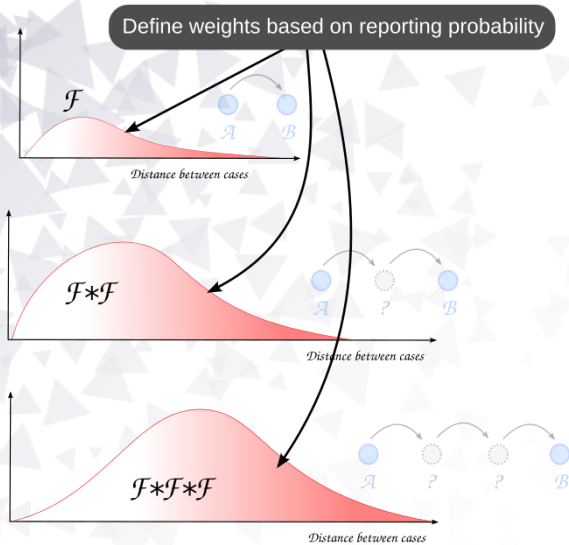 Define weights based on reporting probability
F
A B
Distance between cases
F*F
A ? B
Distance between cases
F*F*F
A ? ? B
Distance between cases